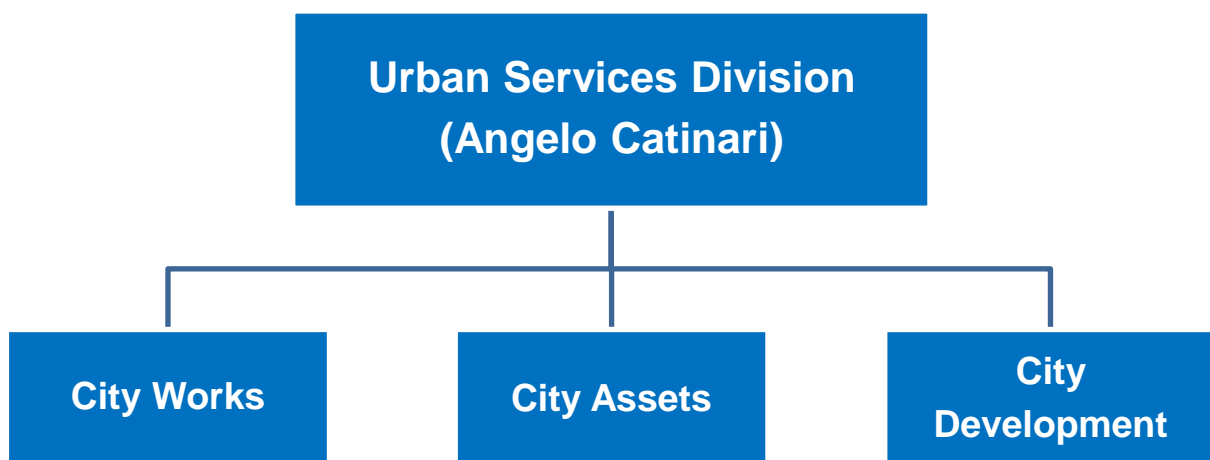 Urban Services Division
(Angelo Catinari)
City Works
City Assets
City
Development